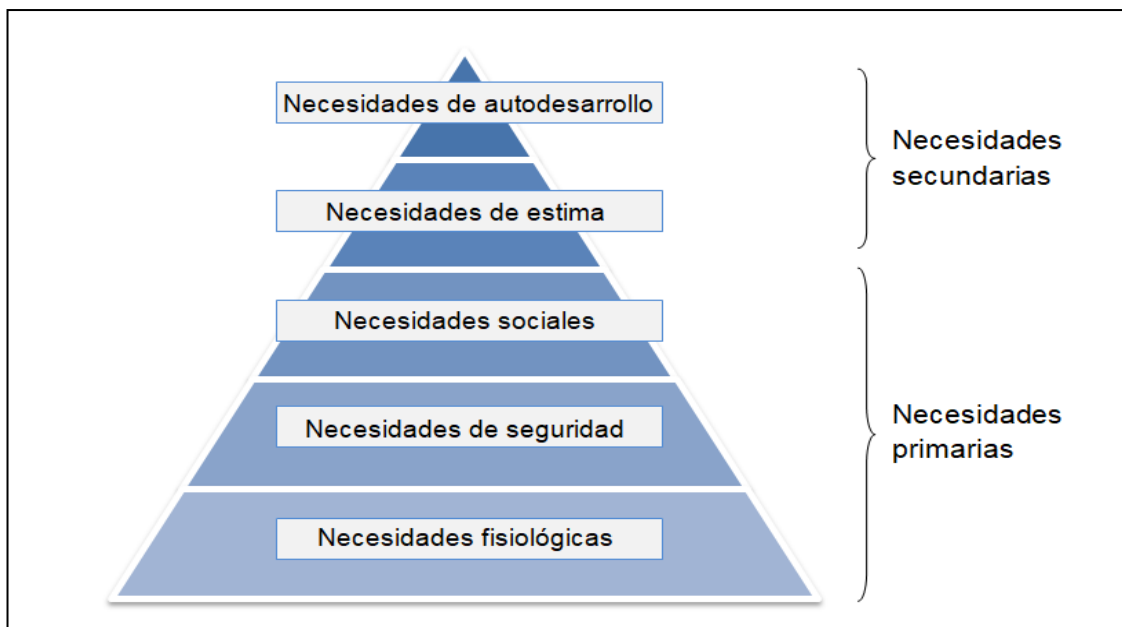 Necesidades de autodesarrollo
Necesidades de estima
Necesidades sociales
Necesidades de seguridad
Necesidades fisiológicas
Necesidades
secundarias
Necesidades
primarias